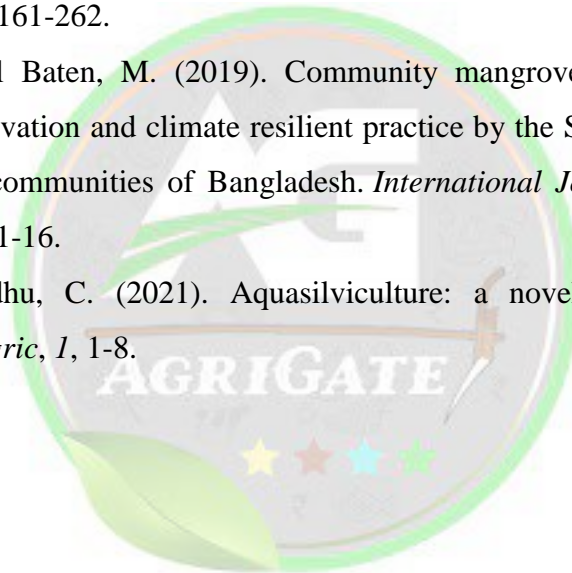 161-262.
l Baten, M. (2019). Community mangrove
vation and climate resilient practice by the S
communities of Bangladesh. International Jo
1-16.
dhu, C. (2021). Aquasilviculture: a nove
ric, 1, 1-8.
AGRIGATE